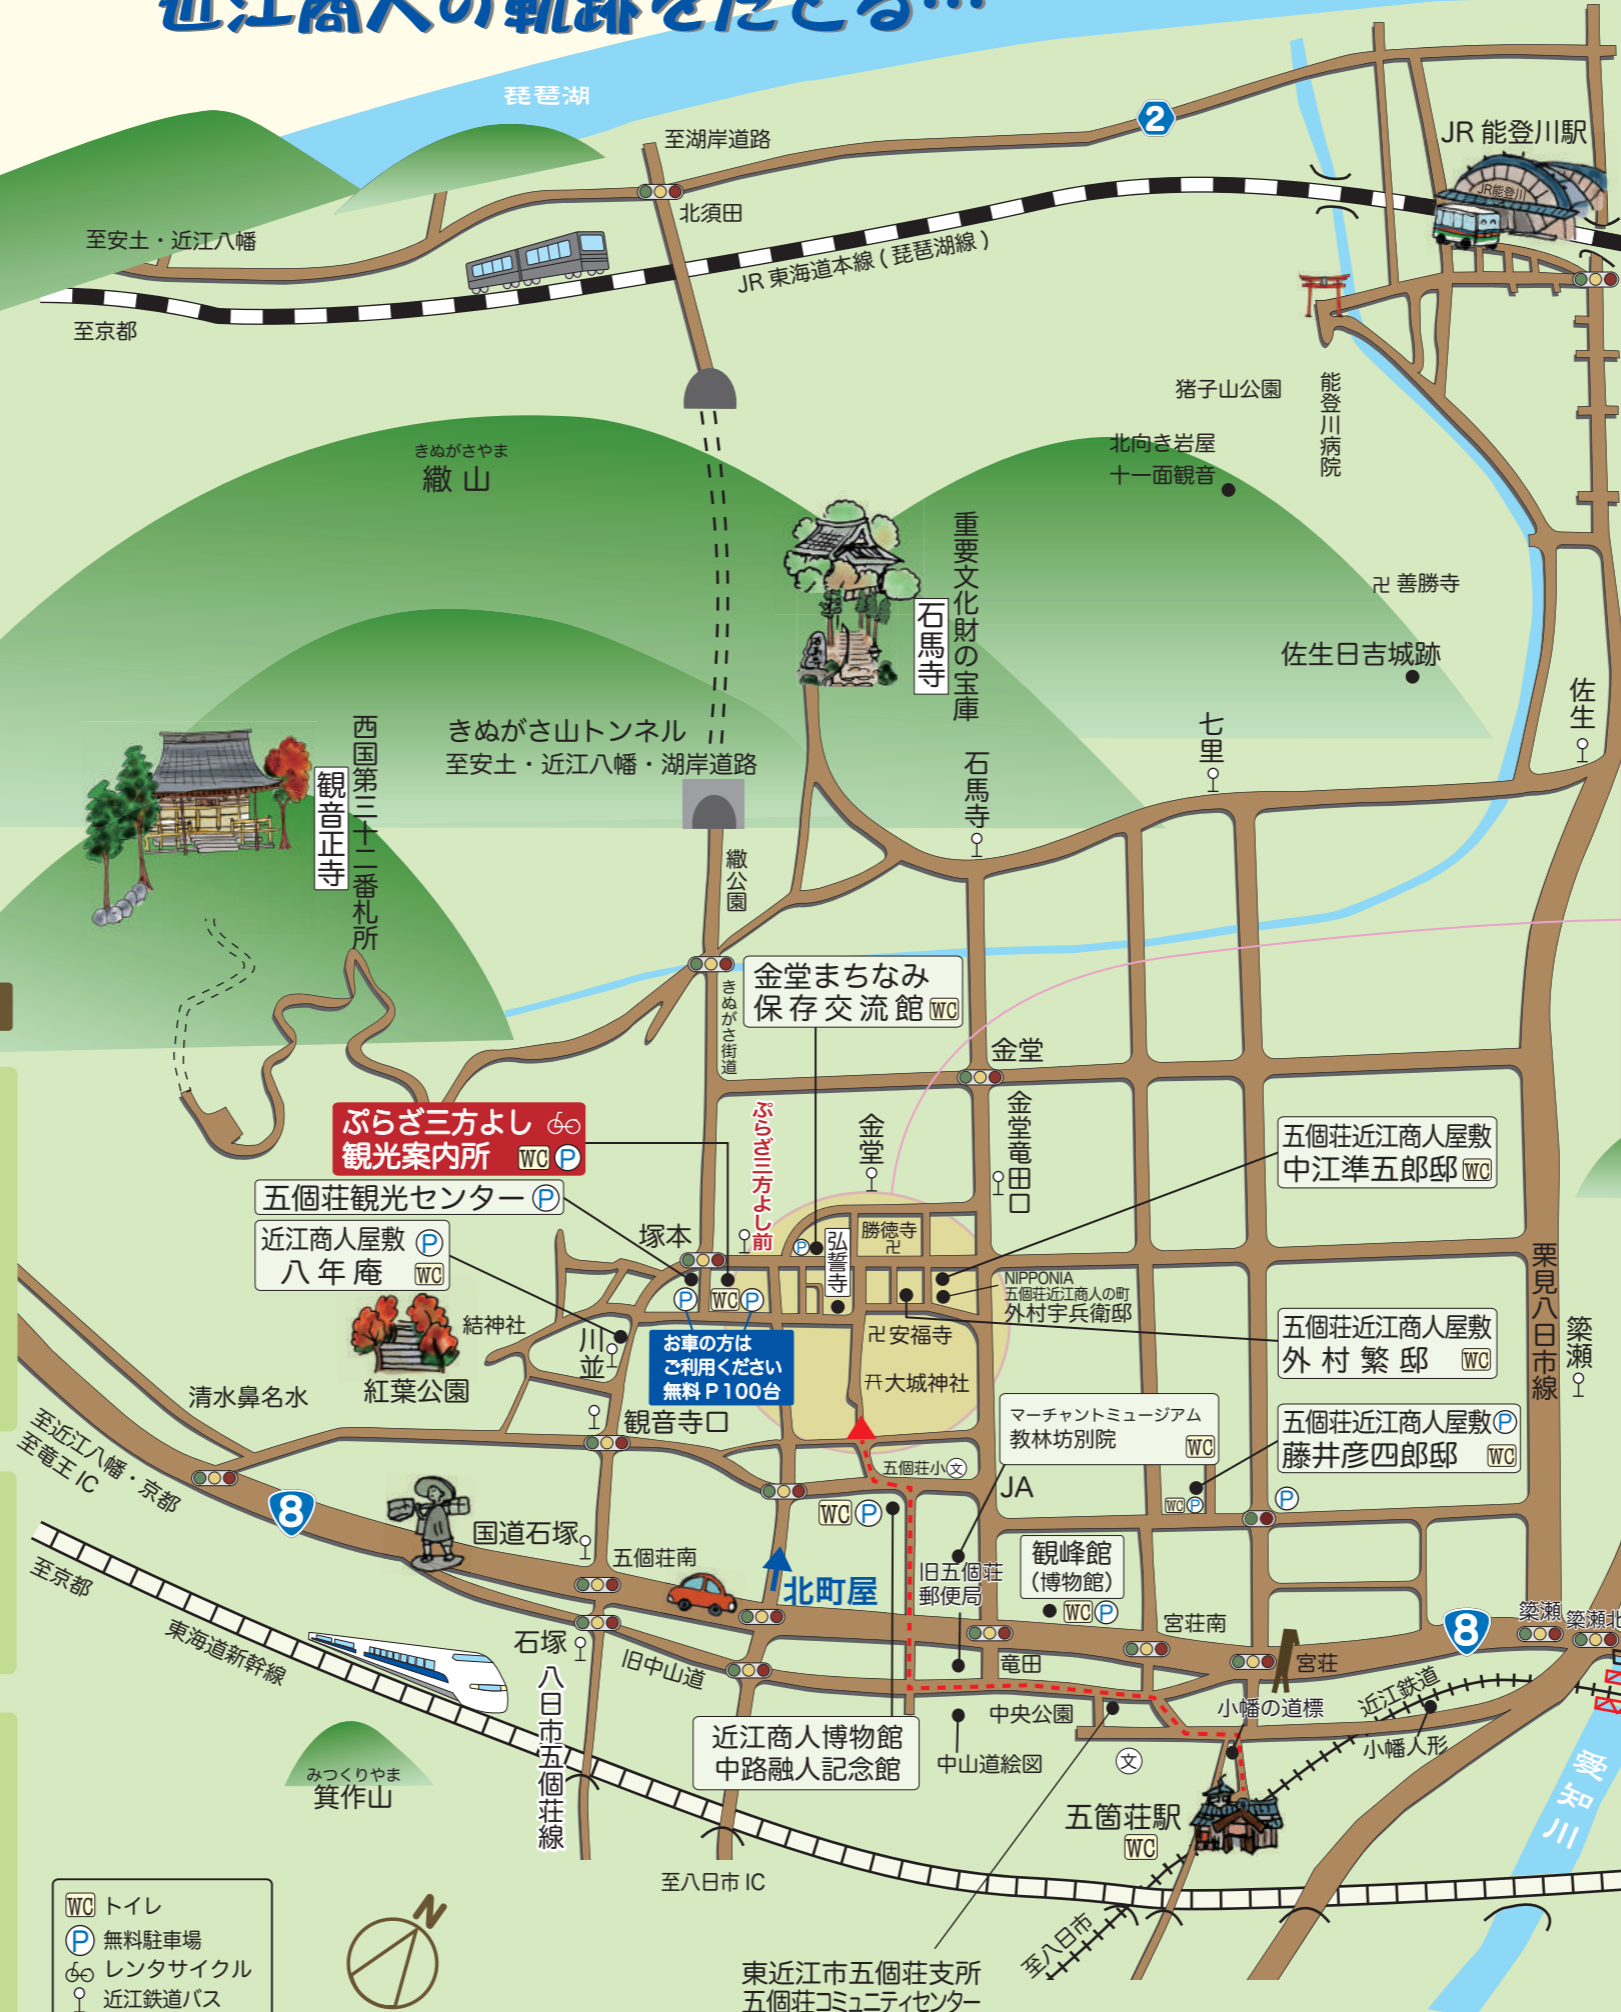 近江商人の軌跡をたどる…
琵琶湖
至湖岸道路
2
JR 能登川駅
JR能登川
北須田
至安土・近江八幡
JR 東海道本線 ( 琵琶湖線 )
至京都
猪子山公園
能登川病院
きぬがさやま
繖 山
北向き岩屋
十一面観音
重要文化財の宝庫
石馬寺
卍 善勝寺
佐生日吉城跡
佐生
七里
石馬寺
きぬがさ山トンネル
至安土・近江八幡・湖岸道路
西国第三十二番札所
観音正寺
繖公園
きぬがさ街道
金堂まちなみ
保存交流館 WC
金堂
金堂竜田口
金堂
ぷらざ三方よし
観光案内所 WC P
ぷらざ三方よし前
五個荘近江商人屋敷
中江準五郎邸 WC
五個荘観光センター P
近江商人屋敷 P
八年庵 WC
塚本
P
弘誓寺
勝徳寺
卍
NIPPONIA
五個荘近江商人の町
外村宇兵衛邸
P
WC P
結神社
川並
お車の方は
ご利用ください
無料 P 100台
卍 安福寺
五個荘近江商人屋敷
外村繁邸 WC
栗見八日市線
簗瀬
紅葉公園
大城神社
清水鼻名水
観音寺口
マーチャントミュージアム
教林坊別院 WC
五個荘近江商人屋敷 P
藤井彦四郎邸 WC
至近江八幡・京都
至竜王 IC
五個荘小 文
JA
WC P
P
8
WC P
国道石塚
五個荘南
北町屋
旧五個荘
郵便局
観峰館
(博物館)
WC P
至京都
東海道新幹線
石塚
旧中山道
宮荘南
8
簗瀬
簗瀬北
竜田
宮荘
八日市五個荘線
近江商人博物館
中路融人記念館
中央公園
中山道絵図
小幡の道標
近江鉄道
小幡人形
文
みつくりやま
箕作山
五箇荘駅
WC
愛知川
至八日市 IC
至八日市
WC トイレ
P 無料駐車場
レンタサイクル
近江鉄道バス
N
東近江市五個荘支所
五個荘コミュニティセンター